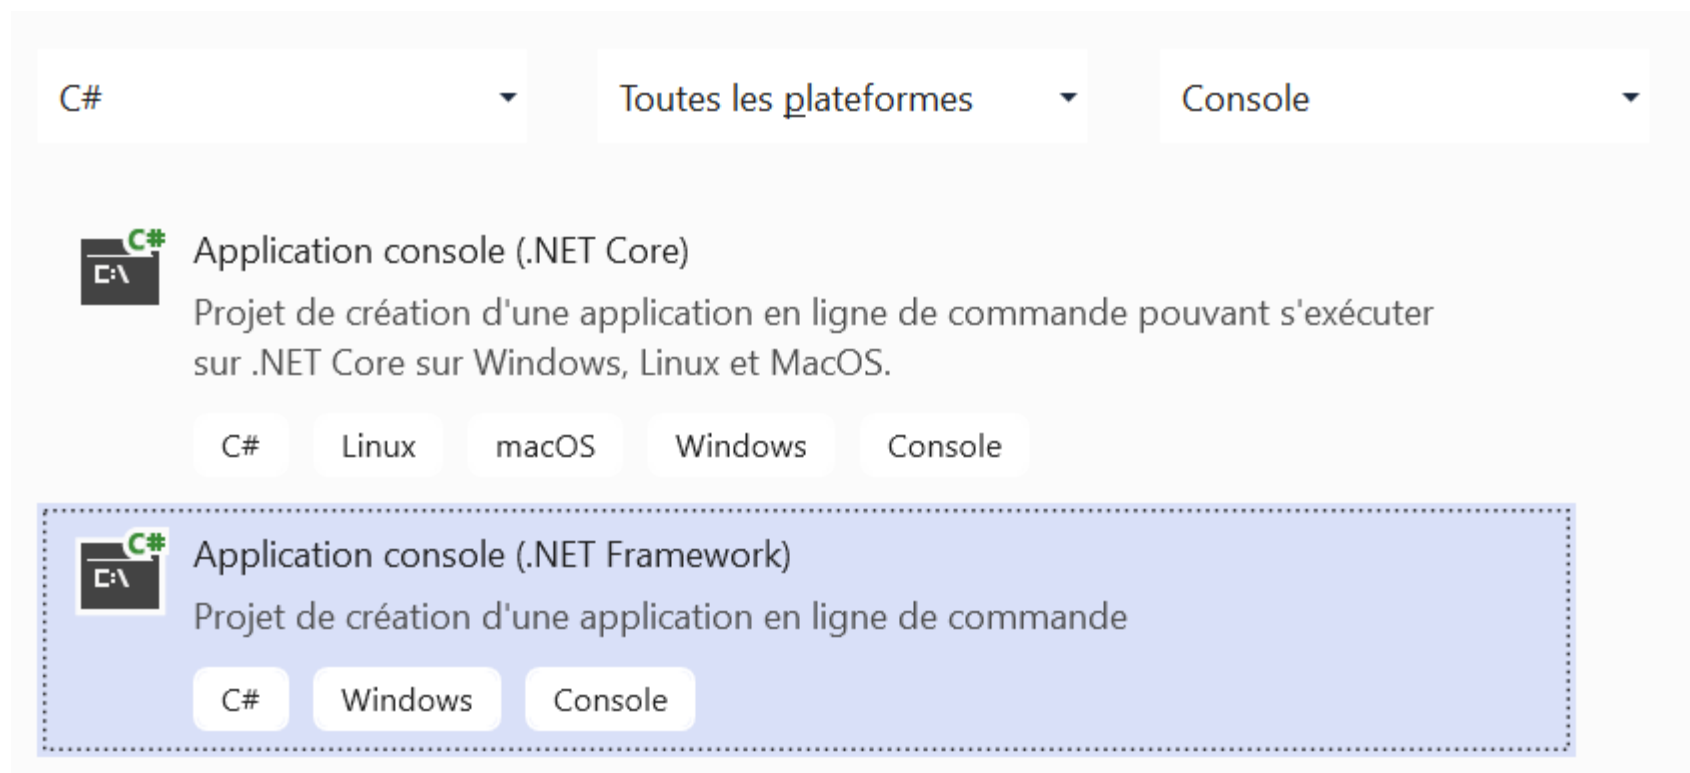 C# Toutes les plateformes Console
C#
C:\
Application console (.NET Core)
Projet de création d'une application en ligne de commande pouvant s'exécuter
sur .NET Core sur Windows, Linux et MacOS.
C# Linux macOS Windows Console
C#
C:\
Application console (.NET Framework)
Projet de création d'une application en ligne de commande
C# Windows Console